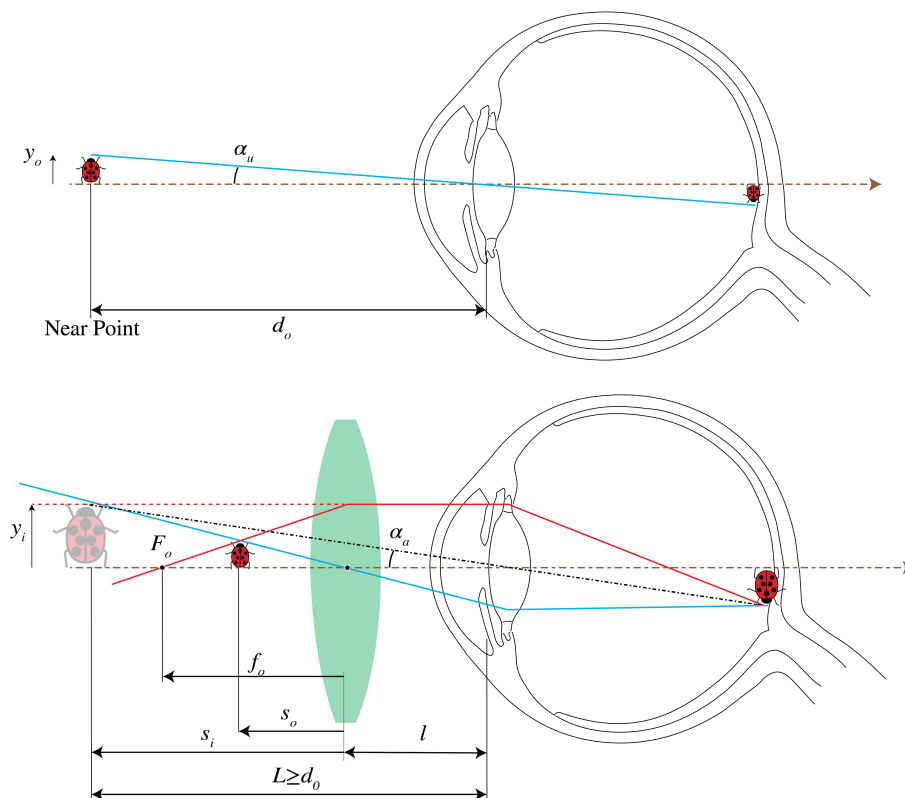 y_o
α_u
Near Point
d_o
y_i
F_o
α_a
f_o
s_o
s_i
l
L≥d_0